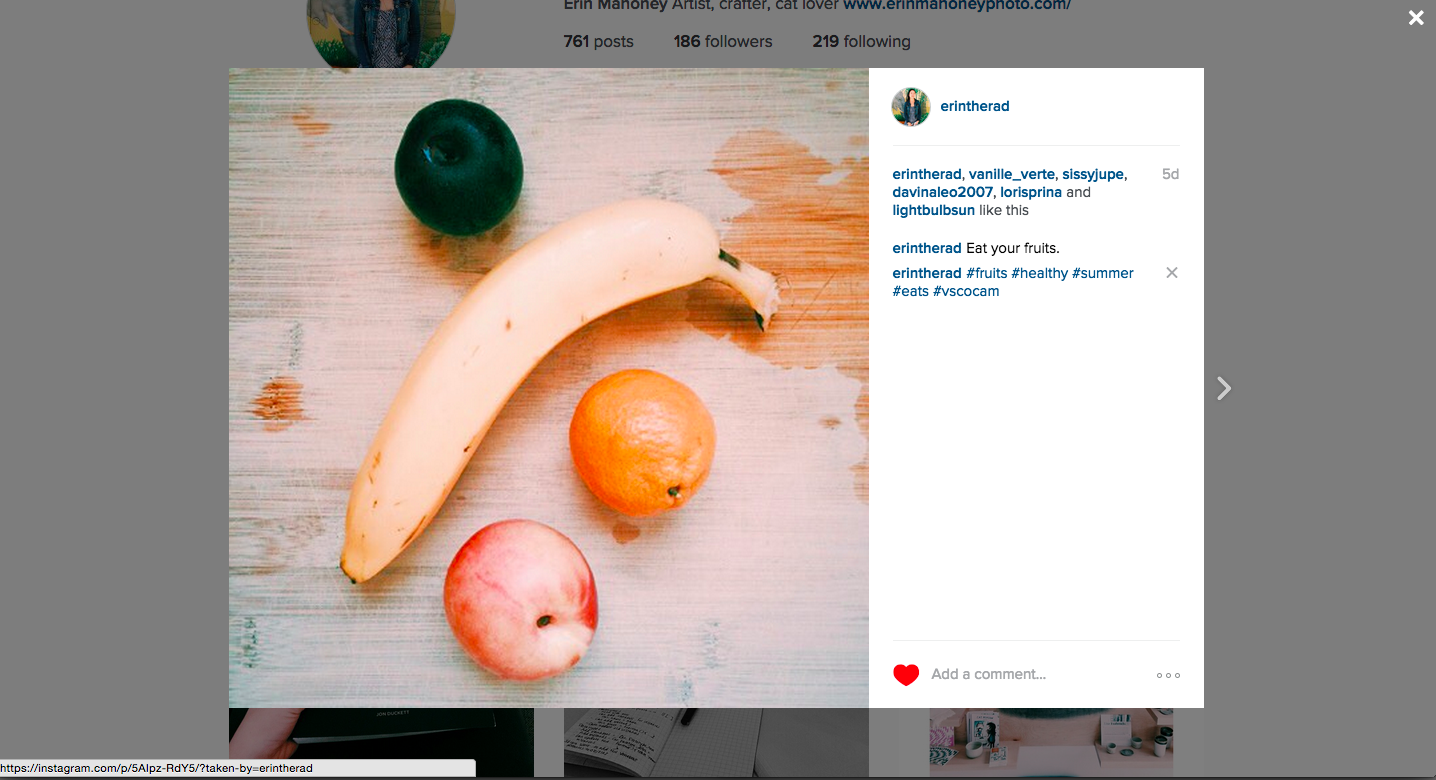 Erin Mahoney Artist, crafter, cat lover www.erinmahoneyphoto.com/
761 posts 186 followers 219 following
erintherad
erintherad, vanille_verte, sissyjupe, 5d
davinaleo2007, lorisprina and
lightbulbsun like this
erintherad Eat your fruits.
erintherad #fruits #healthy #summer
#eats #vscocam
Add a comment...
JON DUCKETT
https://instagram.com/p/5AIpz-RdY5/?taken-by=erintherad